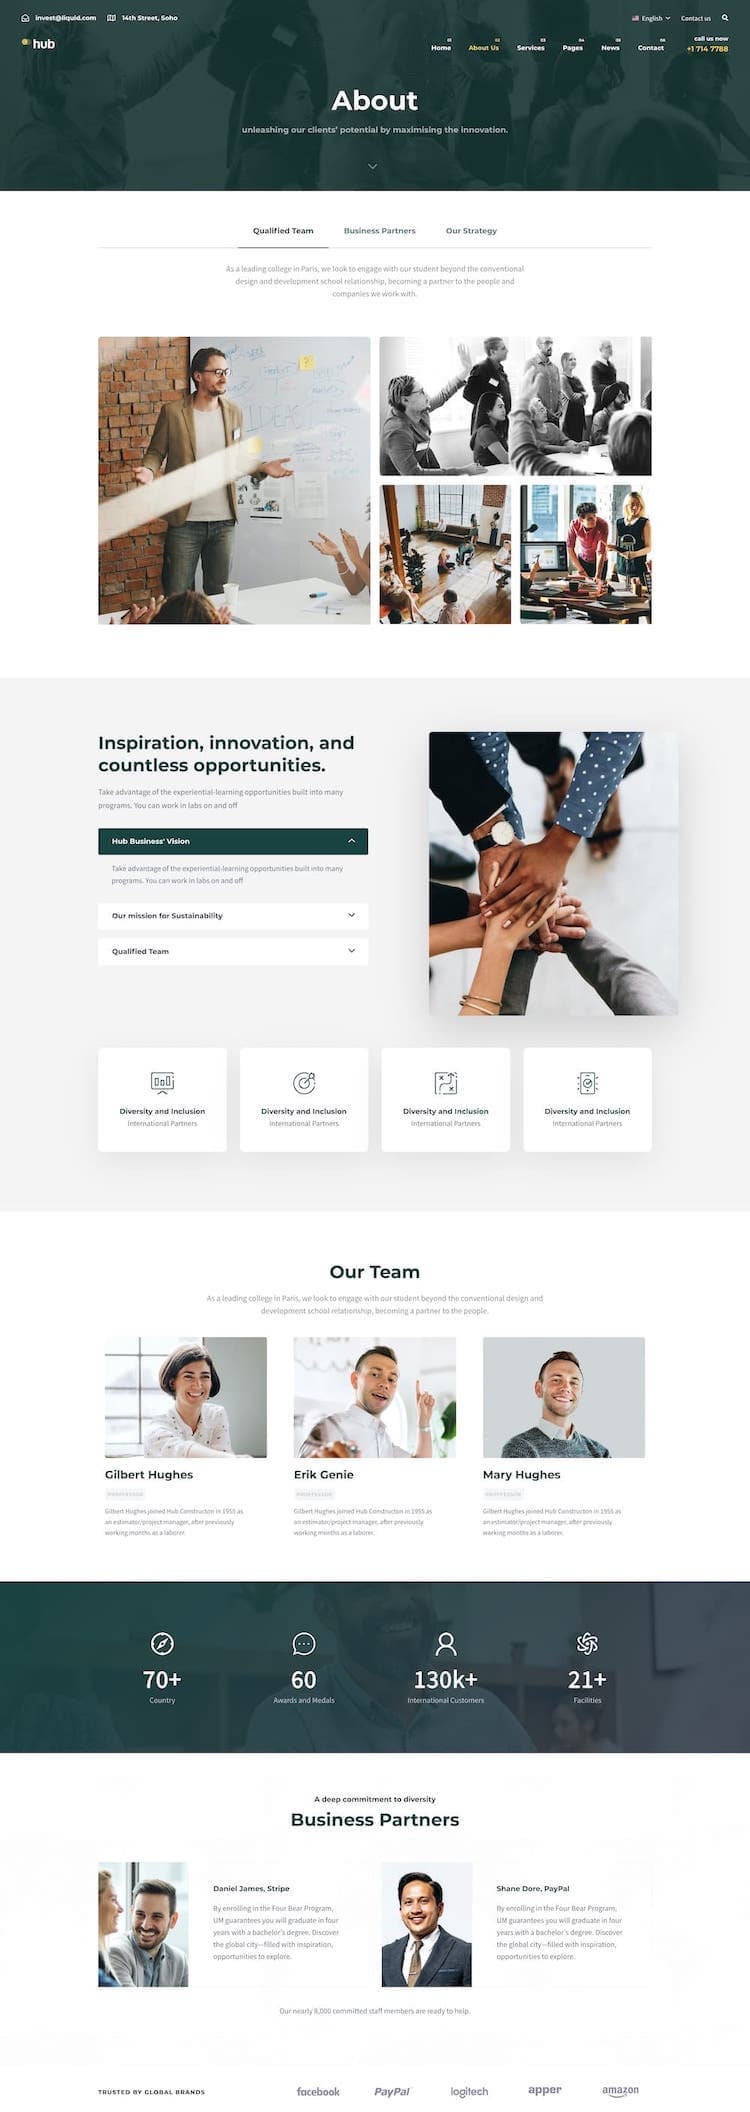 invest@liquid.com 14th Street, Soho English Contact us
hub
01 02 03 04 05 06
Home About Us Services Pages News Contact
call us now
+1 714 7788
About
unleashing our clients' potential by maximising the innovation.
Qualified Team Business Partners Our Strategy
As a leading college in Paris, we look to engage with our student beyond the conventional
design and development school relationship, becoming a partner to the people and
companies we work with.
IDEAS
Inspiration, innovation, and
countless opportunities.
Take advantage of the experiential-learning opportunities built into many
programs. You can work in labs on and off
Hub Business' Vision
Take advantage of the experiential-learning opportunities built into many
programs. You can work in labs on and off
Our mission for Sustainability
Qualified Team
Diversity and Inclusion Diversity and Inclusion Diversity and Inclusion Diversity and Inclusion
International Partners International Partners International Partners International Partners
Our Team
As a leading college in Paris, we look to engage with our student beyond the conventional design and
development school relationship, becoming a partner to the people.
Gilbert Hughes
PROFFESSOR
Gilbert Hughes joined Hub Constructon in 1955 as
an estimator/project manager, after previously
working months as a laborer.
Erik Genie
PROFFESSOR
Gilbert Hughes joined Hub Constructon in 1955 as
an estimator/project manager, after previously
working months as a laborer.
Mary Hughes
PROFFESSOR
Gilbert Hughes joined Hub Constructon in 1955 as
an estimator/project manager, after previously
working months as a laborer.
70+ 60 130k+ 21+
Country Awards and Medals International Customers Facilities
A deep commitment to diversity
Business Partners
Daniel James, Stripe
By enrolling in the Four Bear Program,
UM guarantees you will graduate in four
years with a bachelor's degree. Discover
the global city—filled with inspiration,
opportunities to explore.
Shane Dore, PayPal
By enrolling in the Four Bear Program,
UM guarantees you will graduate in four
years with a bachelor's degree. Discover
the global city—filled with inspiration,
opportunities to explore.
Our nearly 8,000 committed staff members are ready to help.
TRUSTED BY GLOBAL BRANDS facebook PayPal logitech apper amazon